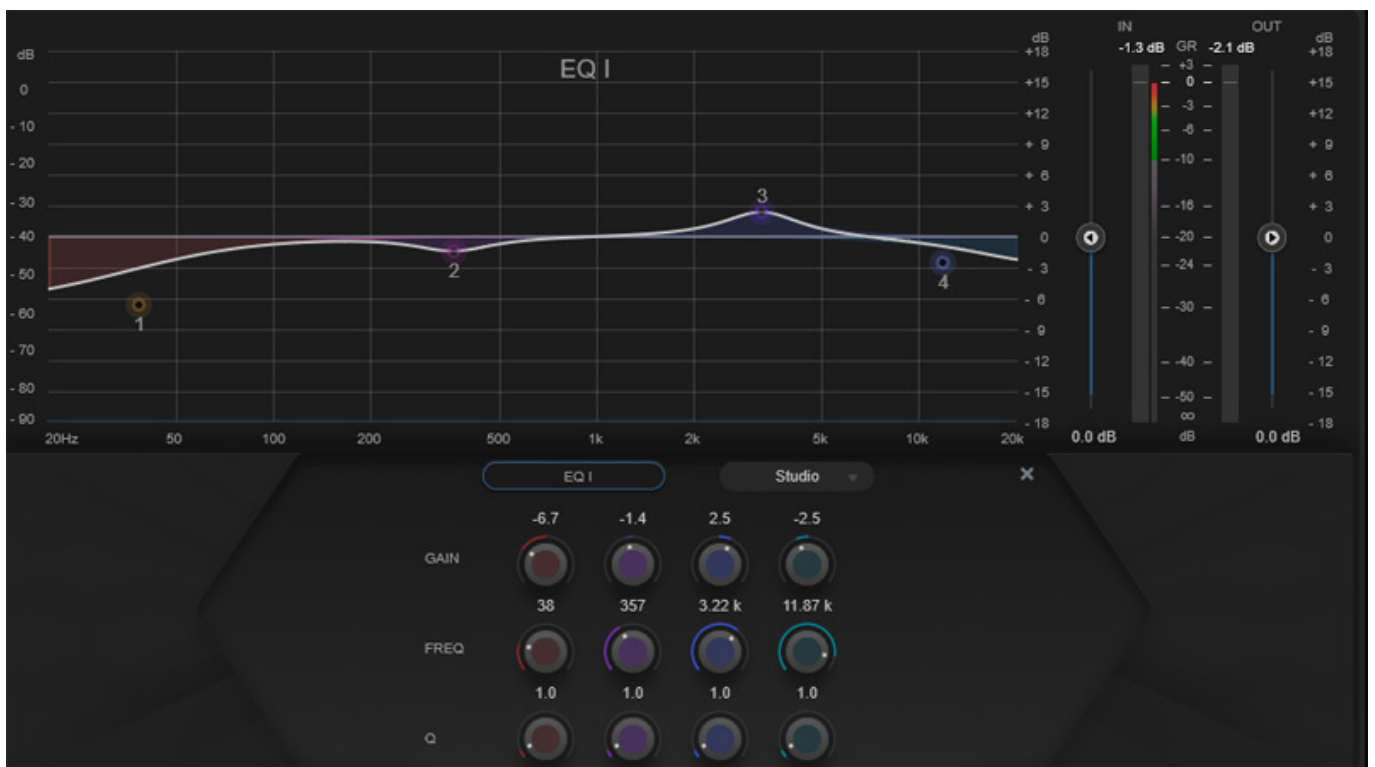 IN OUT
dB dB dB
-1.3 dB GR -2.1 dB
+18 +3 +18
EQ I
0 +15 0 +15
-3
- 10 +12 +12
-6
+ 9 -10 + 9
- 20
+ 6 + 6
3
- 30 + 3 -16 + 3
- 40 0 -20 0
2 -24
- 50 - 3 - 3
4
- 60 - 6 -30 - 6
1
- 9 - 9
- 70
- 12 -40 - 12
- 80 - 15 -50 - 15
- 90 - 18 ∞ - 18
20Hz 50 100 200 500 1k 2k 5k 10k 20k 0.0 dB dB 0.0 dB
EQ I Studio ×
-6.7 -1.4 2.5 -2.5
GAIN
38 357 3.22 k 11.87 k
FREQ
1.0 1.0 1.0 1.0
Q